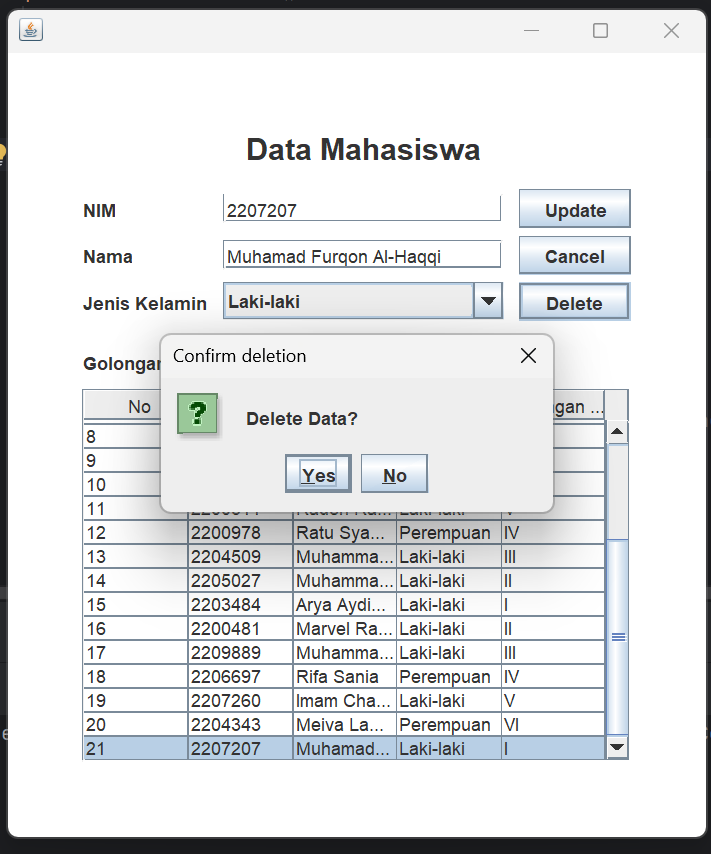 Data Mahasiswa
NIM 2207207 Update
Nama Muhamad Furqon Al-Haqqi Cancel
Jenis Kelamin Laki-laki Delete
Golongan
Confirm deletion
Delete Data?
Yes No
No gan ...
8
9
10
11 Laki-laki
12 2200978 Ratu Sya... Perempuan IV
13 2204509 Muhamma... Laki-laki III
14 2205027 Muhamma... Laki-laki II
15 2203484 Arya Aydi... Laki-laki I
16 2200481 Marvel Ra... Laki-laki II
17 2209889 Muhamma... Laki-laki III
18 2206697 Rifa Sania Perempuan IV
19 2207260 Imam Cha... Laki-laki V
20 2204343 Meiva La... Perempuan VI
21 2207207 Muhamad... Laki-laki I